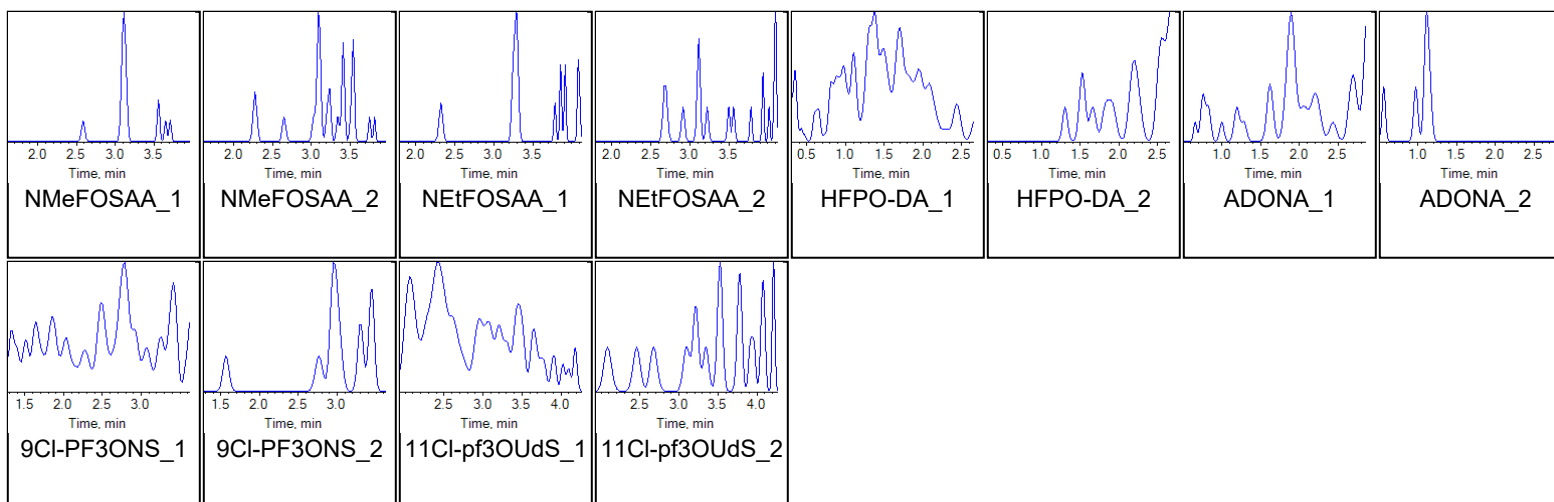 2.0 2.5 3.0 3.5 2.0 2.5 3.0 3.5 2.0 2.5 3.0 3.5 2.0 2.5 3.0 3.5 0.5 1.0 1.5 2.0 2.5 0.5 1.0 1.5 2.0 2.5 1.0 1.5 2.0 2.5 1.0 1.5 2.0 2.5
Time, min Time, min Time, min Time, min Time, min Time, min Time, min Time, min
NMeFOSAA_1 NMeFOSAA_2 NEtFOSAA_1 NEtFOSAA_2 HFPO-DA_1 HFPO-DA_2 ADONA_1 ADONA_2
1.5 2.0 2.5 3.0 1.5 2.0 2.5 3.0 2.5 3.0 3.5 4.0 2.5 3.0 3.5 4.0
Time, min Time, min Time, min Time, min
9Cl-PF3ONS_1 9Cl-PF3ONS_2 11Cl-pf3OUdS_1 11Cl-pf3OUdS_2